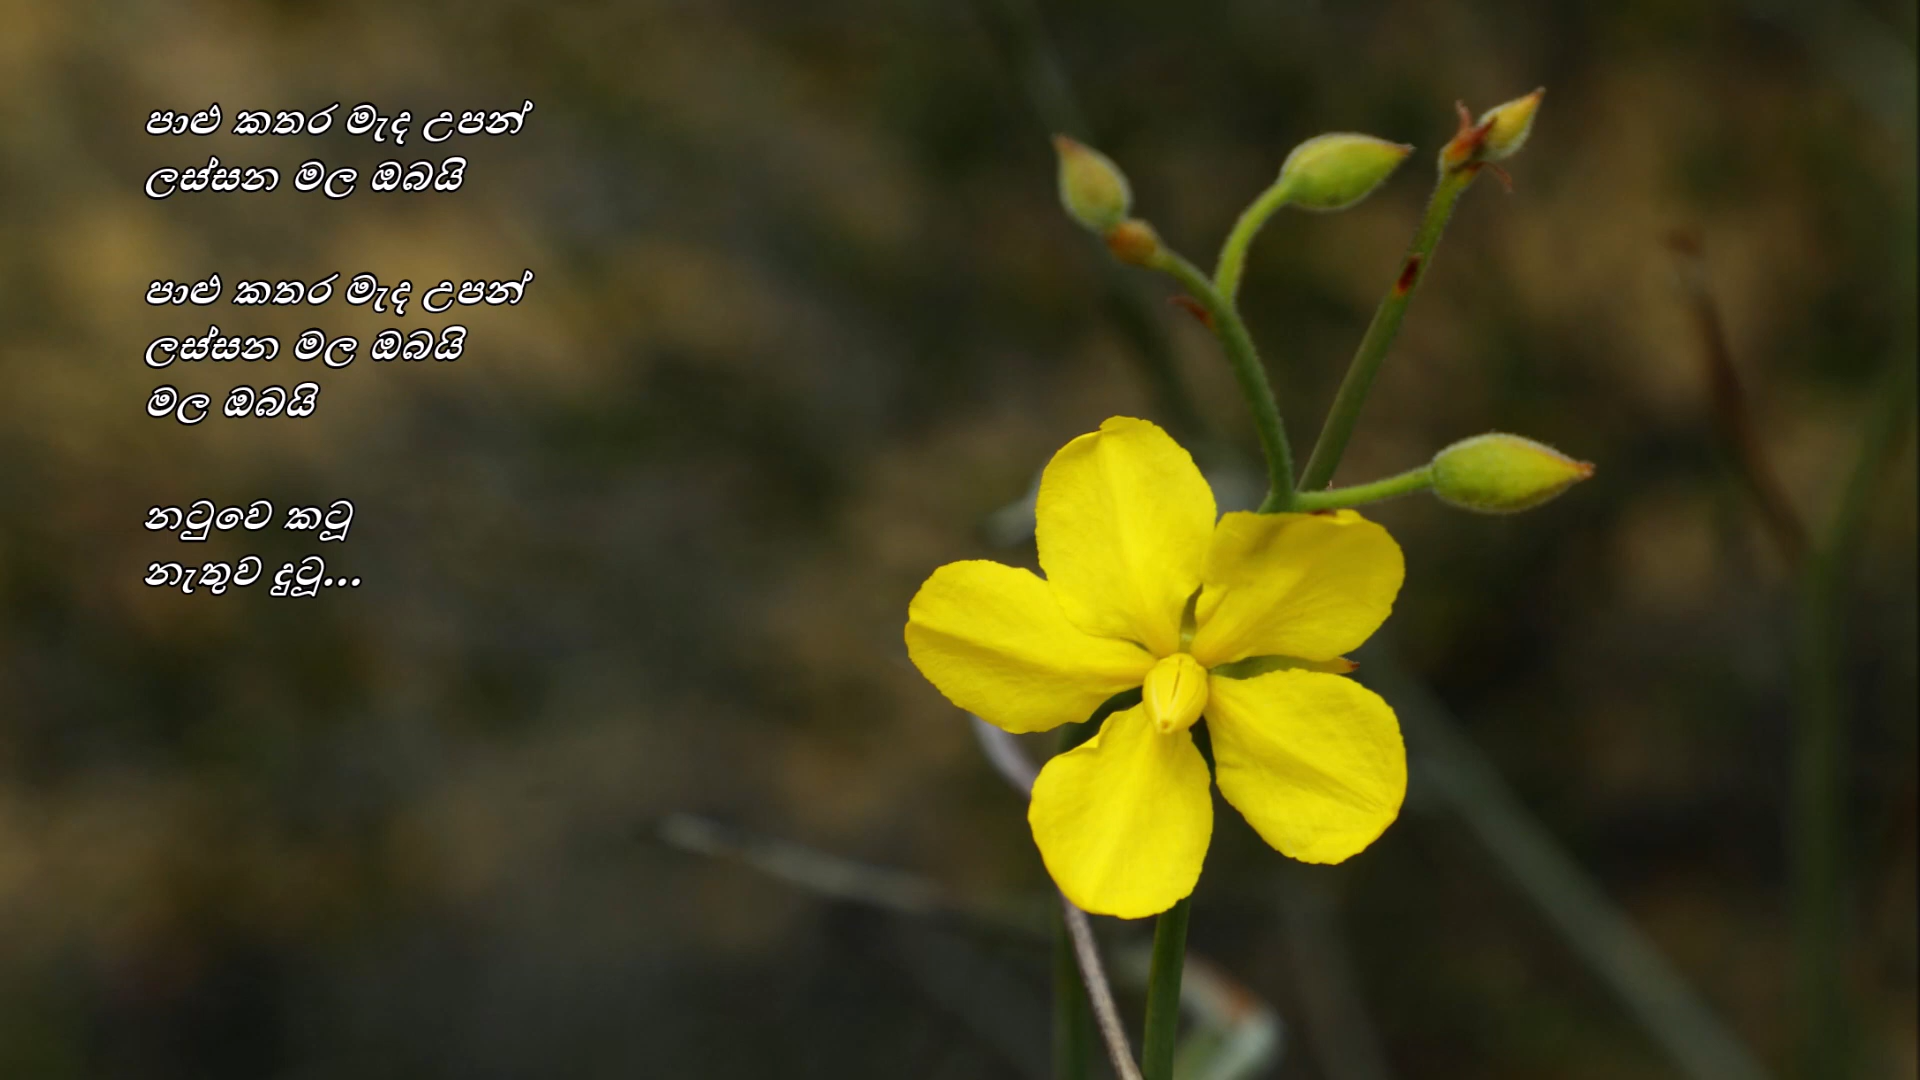 පාළු කතර මැද උපන්
ලස්සන මල ඔබයි
පාළු කතර මැද උපන්
ලස්සන මල ඔබයි
මල ඔබයි
නටුවෙ කටූ
නැතුව දුටූ...